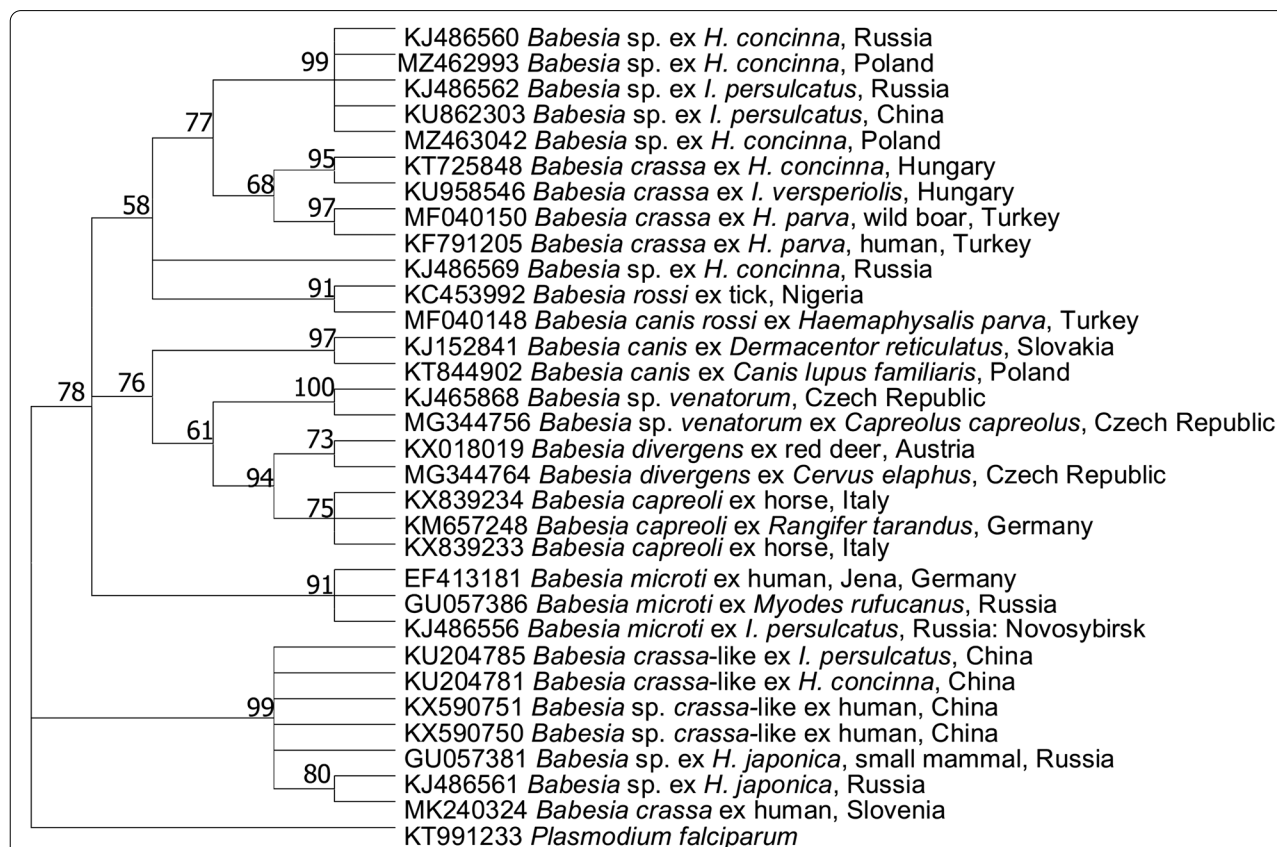 KJ486560 Babesia sp. ex H. concinna, Russia
99
MZ462993 Babesia sp. ex H. concinna, Poland
KJ486562 Babesia sp. ex I. persulcatus, Russia
KU862303 Babesia sp. ex I. persulcatus, China
77
MZ463042 Babesia sp. ex H. concinna, Poland
95
KT725848 Babesia crassa ex H. concinna, Hungary
68
KU958546 Babesia crassa ex I. versperiolis, Hungary
58
97
MF040150 Babesia crassa ex H. parva, wild boar, Turkey
KF791205 Babesia crassa ex H. parva, human, Turkey
KJ486569 Babesia sp. ex H. concinna, Russia
91
KC453992 Babesia rossi ex tick, Nigeria
MF040148 Babesia canis rossi ex Haemaphysalis parva, Turkey
97
KJ152841 Babesia canis ex Dermacentor reticulatus, Slovakia
KT844902 Babesia canis ex Canis lupus familiaris, Poland
78
76
100
KJ465868 Babesia sp. venatorum, Czech Republic
MG344756 Babesia sp. venatorum ex Capreolus capreolus, Czech Republic
61
73
KX018019 Babesia divergens ex red deer, Austria
94
MG344764 Babesia divergens ex Cervus elaphus, Czech Republic
KX839234 Babesia capreoli ex horse, Italy
75
KM657248 Babesia capreoli ex Rangifer tarandus, Germany
KX839233 Babesia capreoli ex horse, Italy
EF413181 Babesia microti ex human, Jena, Germany
91
GU057386 Babesia microti ex Myodes rufucanus, Russia
KJ486556 Babesia microti ex I. persulcatus, Russia: Novosybirsk
KU204785 Babesia crassa-like ex I. persulcatus, China
KU204781 Babesia crassa-like ex H. concinna, China
99
KX590751 Babesia sp. crassa-like ex human, China
KX590750 Babesia sp. crassa-like ex human, China
GU057381 Babesia sp. ex H. japonica, small mammal, Russia
80
KJ486561 Babesia sp. ex H. japonica, Russia
MK240324 Babesia crassa ex human, Slovenia
KT991233 Plasmodium falciparum